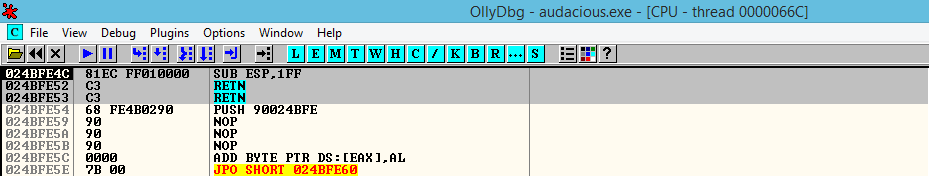 OllyDbg - audacious.exe - [CPU - thread 0000066C]
C File View Debug Plugins Options Window Help
L E M T W H C / K B R ... S ?
024BFE4C 81EC FF010000 SUB ESP,1FF
024BFE52 C3 RETN
024BFE53 C3 RETN
024BFE54 68 FE4B0290 PUSH 90024BFE
024BFE59 90 NOP
024BFE5A 90 NOP
024BFE5B 90 NOP
024BFE5C 0000 ADD BYTE PTR DS:[EAX],AL
024BFE5E 7B 00 JPO SHORT 024BFE60